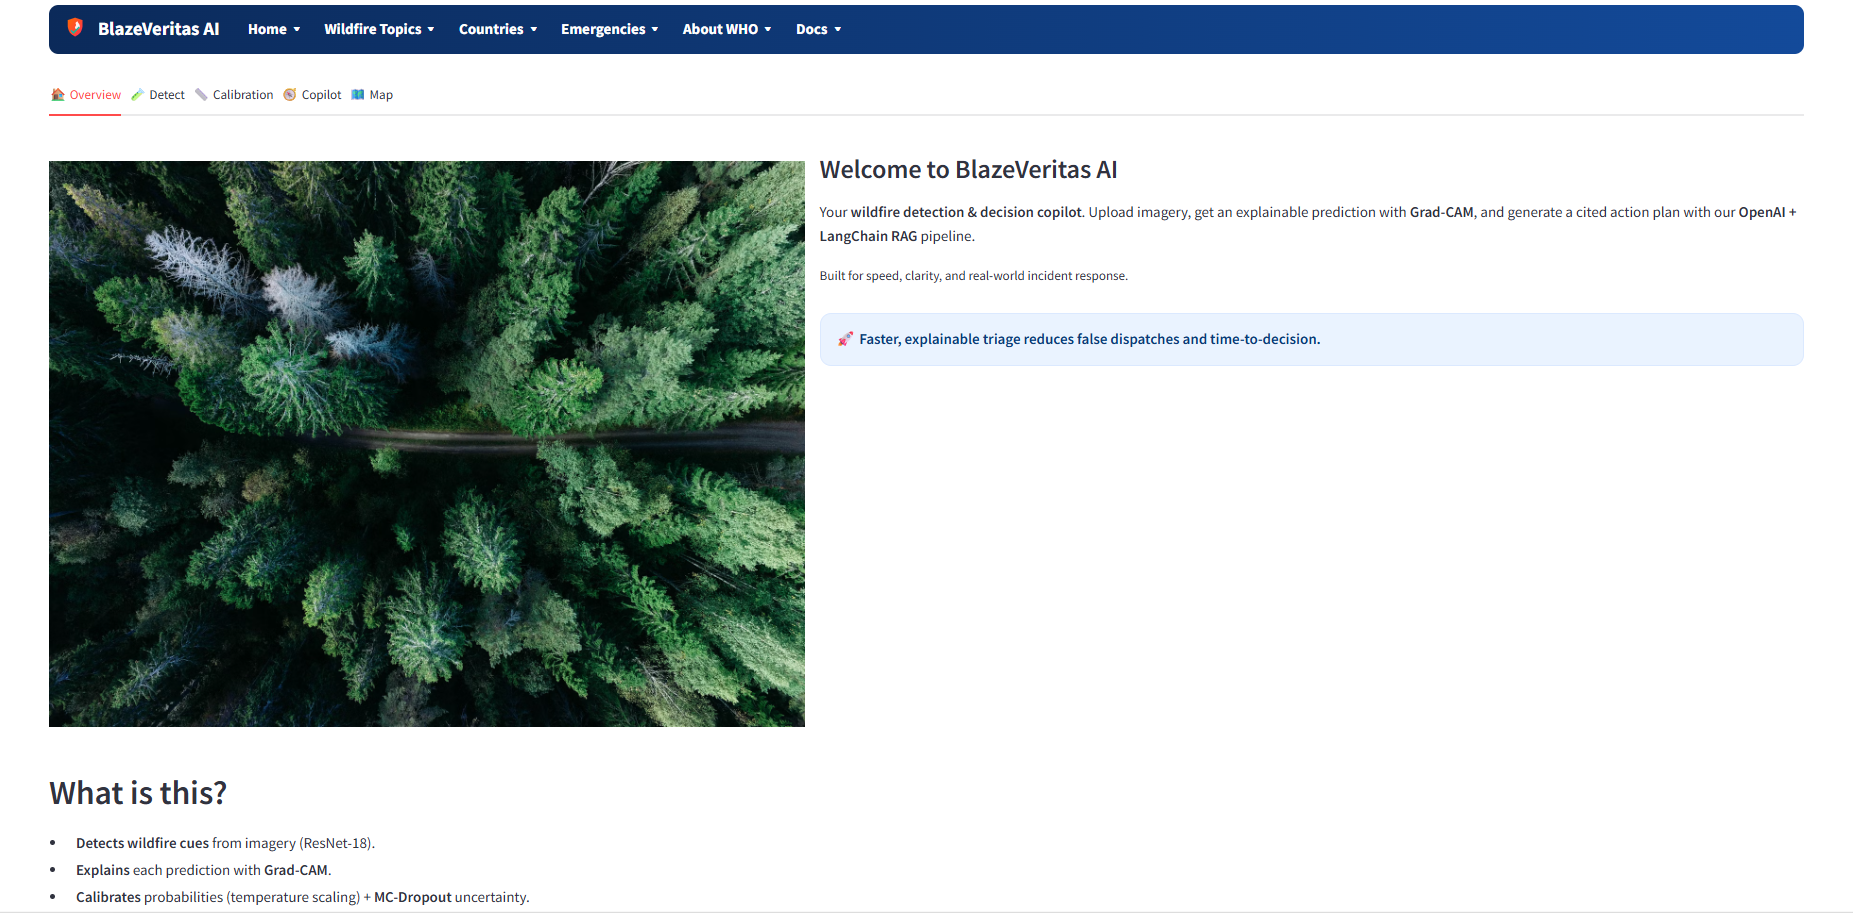 BlazeVeritas AI Home Wildfire Topics Countries Emergencies About WHO Docs
Overview Detect Calibration Copilot Map
Welcome to BlazeVeritas AI
Your wildfire detection & decision copilot. Upload imagery, get an explainable prediction with Grad-CAM, and generate a cited action plan with our OpenAI +
LangChain RAG pipeline.
Built for speed, clarity, and real-world incident response.
🚀 Faster, explainable triage reduces false dispatches and time-to-decision.
What is this?
• Detects wildfire cues from imagery (ResNet-18).
• Explains each prediction with Grad-CAM.
• Calibrates probabilities (temperature scaling) + MC-Dropout uncertainty.